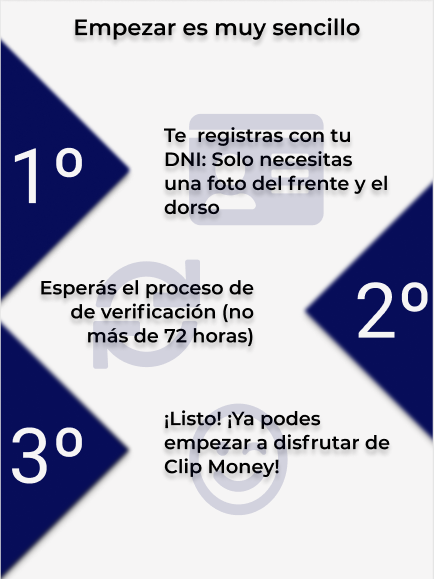 Empezar es muy sencillo
1º
Te registras con tu
DNI: Solo necesitas
una foto del frente y el
dorso
Esperás el proceso de
de verificación (no
más de 72 horas)
2º
3º
¡Listo! ¡Ya podes
empezar a disfrutar de
Clip Money!